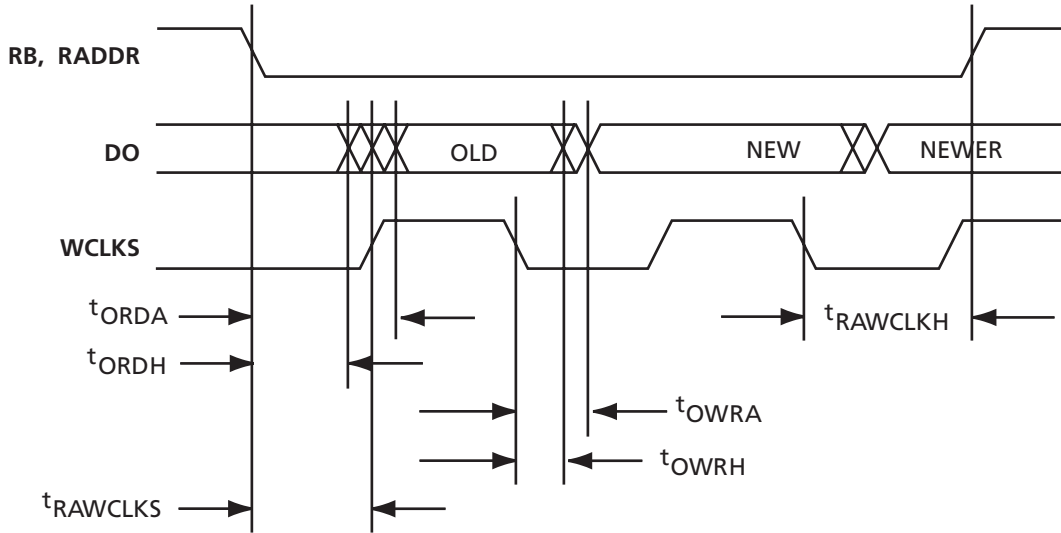 RB, RADDR
DO
OLD
NEW
NEWER
WCLKS
tORDA
tRAWCLKH
tORDH
tOWRA
tOWRH
tRAWCLKS